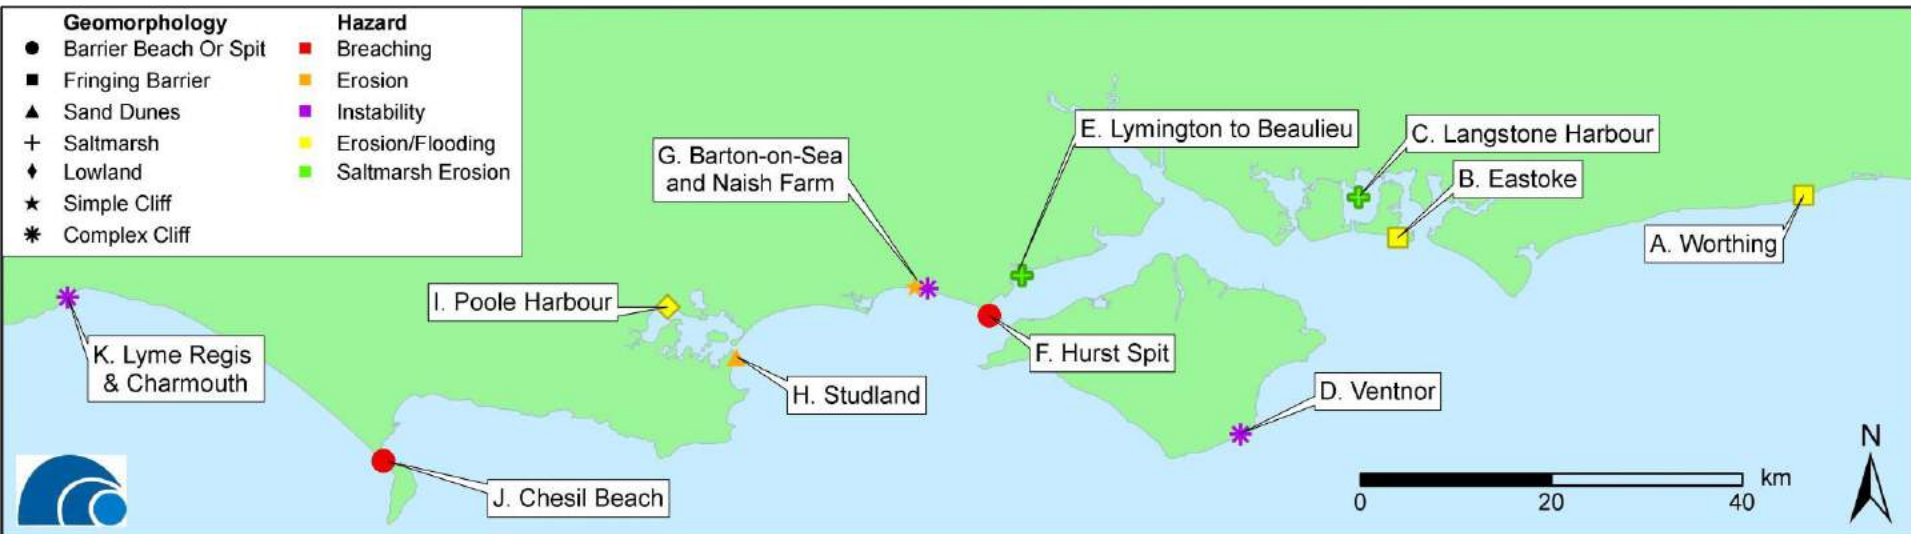 Geomorphology
Barrier Beach Or Spit
Fringing Barrier
Sand Dunes
Saltmarsh
Lowland
Simple Cliff
Complex Cliff
Hazard
Breaching
Erosion
Instability
Erosion/Flooding
Saltmarsh Erosion
G. Barton-on-Sea
and Naish Farm
E. Lymington to Beaulieu
C. Langstone Harbour
B. Eastoke
A. Worthing
I. Poole Harbour
K. Lyme Regis
& Charmouth
F. Hurst Spit
H. Studland
D. Ventnor
J. Chesil Beach
N
km
0 20 40